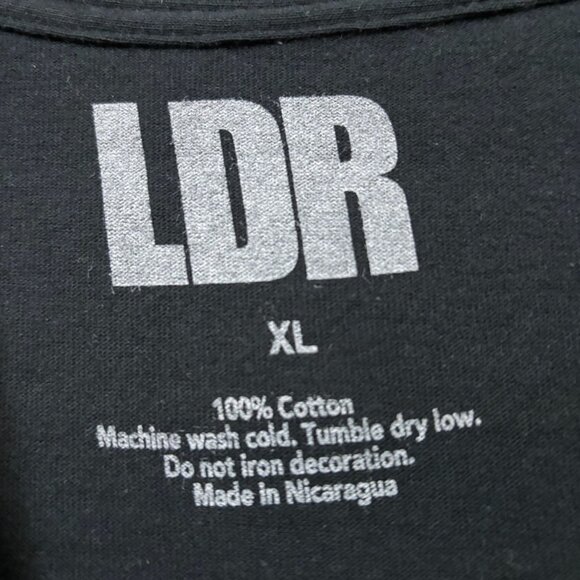 LDR
XL
100% Cotton
Machine wash cold. Tumble dry low.
Do not iron decoration.
Made in Nicaragua